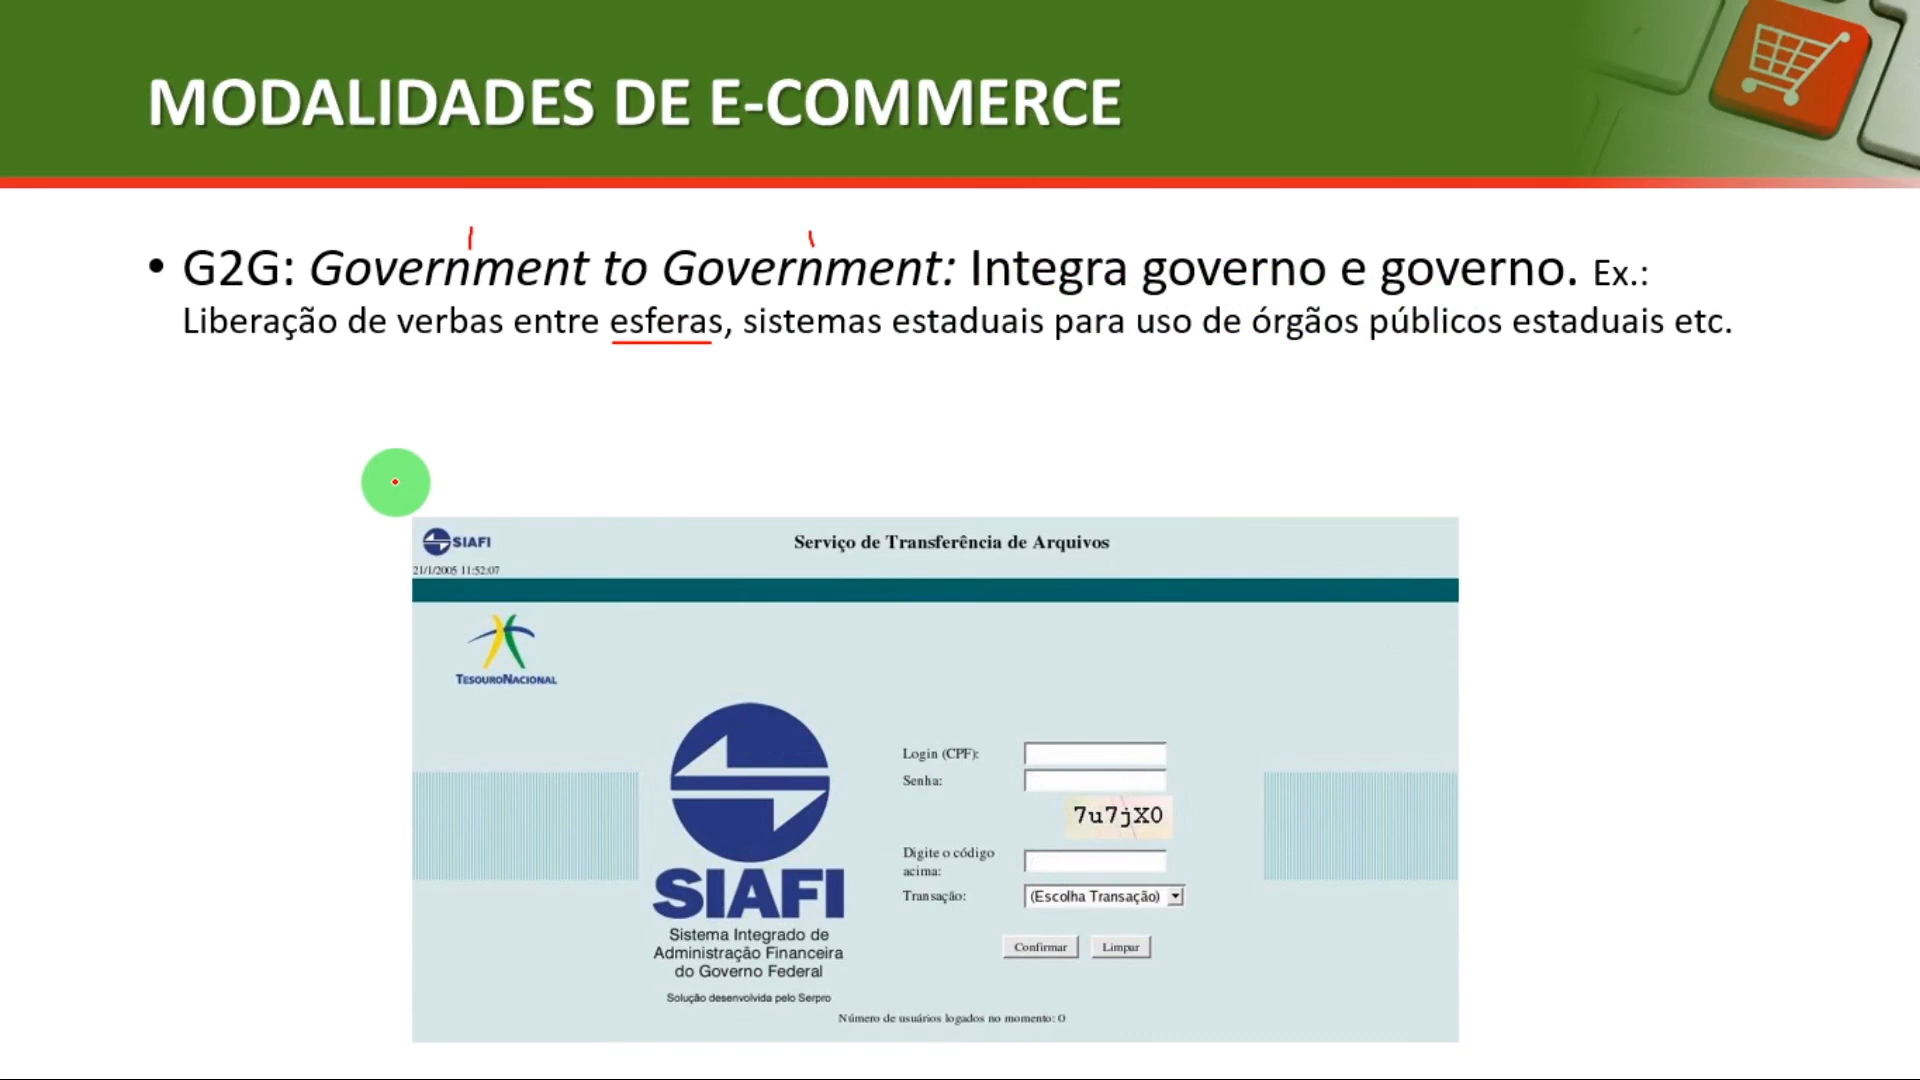 MODALIDADES DE E-COMMERCE
• G2G: Government to Government: Integra governo e governo. Ex.:
Liberação de verbas entre esferas, sistemas estaduais para uso de órgãos públicos estaduais etc.
SIAFI
Serviço de Transferência de Arquivos
21/1/2005 11:52:07
TESOURONACIONAL
Login (CPF):
Senha:
7u7jX0
Digite o código
acima:
Transação: (Escolha Transação)
Confirmar Limpar
SIAFI
Sistema Integrado de
Administração Financeira
do Governo Federal
Solução desenvolvida pelo Serpro
Número de usuários logados no momento: 0